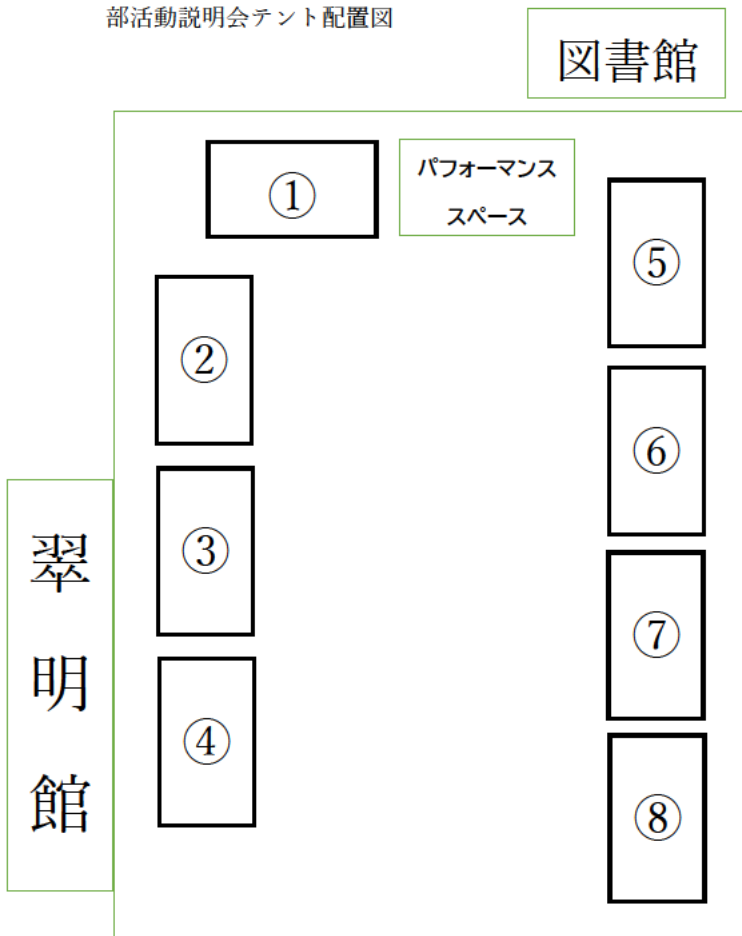 部活動説明会テント配置図
図書館
①
パフォーマンス
スペース
⑤
②
⑥
③
翠明館
⑦
④
⑧